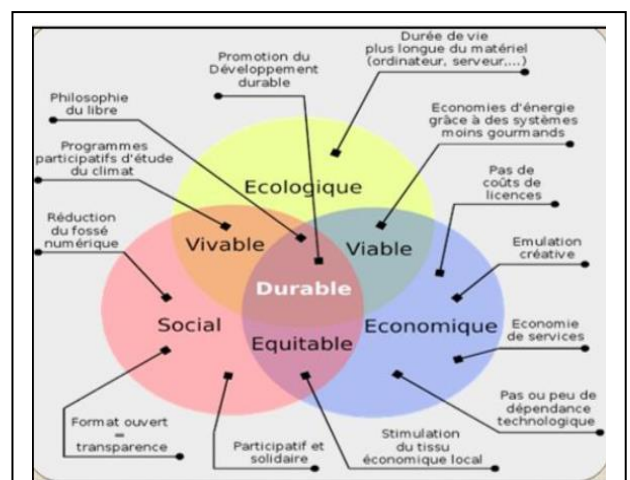 Durée de vie
plus longue du matériel
(ordinateur, serveur,...)
Promotion du
Développement
durable
Philosophie
du libre
Economies d'énergie
grâce à des systèmes
moins gourmands
Programmes
participatifs d'étude
du climat
Pas de
coûts de
licences
Ecologique
Réduction
du fossé
numérique
Vivable
Viable
Emulation
créative
Durable
Social
Equitable
Economique
Economie
de services
Pas ou peu de
dépendance
technologique
Format ouvert
=
transparence
Participatif et
solidaire
Stimulation
du tissu
économique local